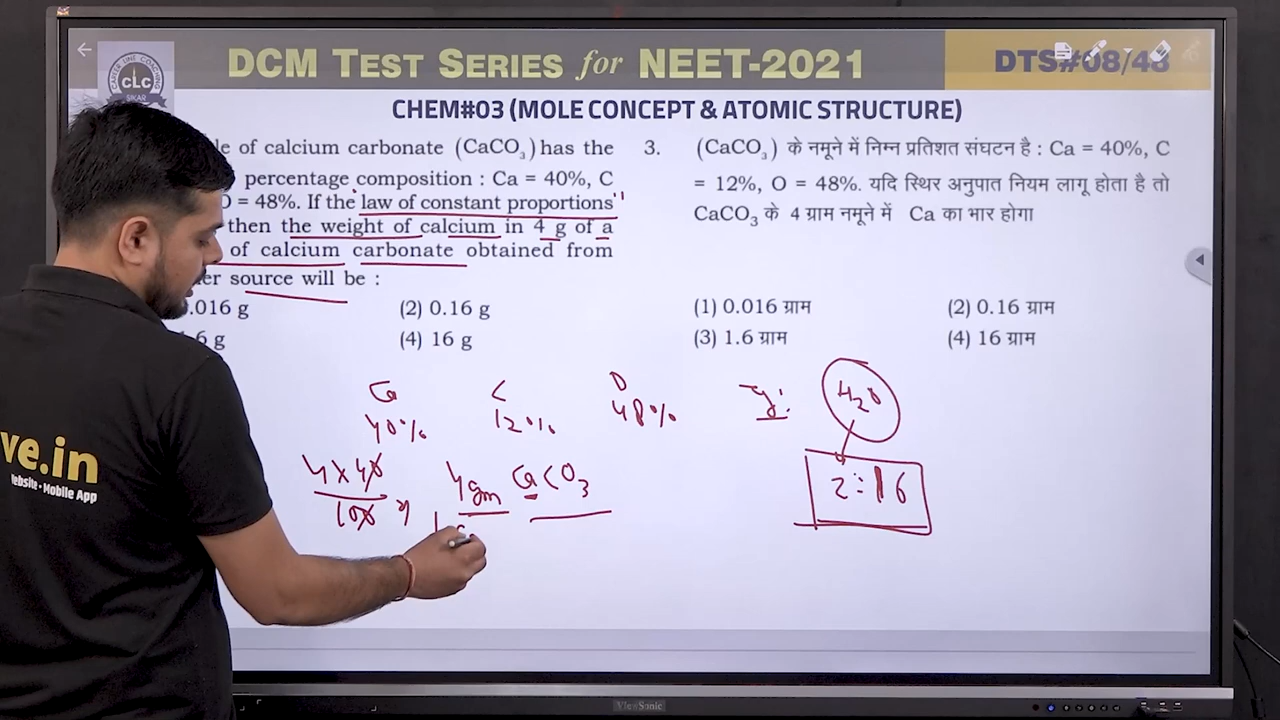 DCM TEST SERIES for NEET-2021
DTS#08/48
CLC
SIKAR
CHEM#03 (MOLE CONCEPT & ATOMIC STRUCTURE)
of calcium carbonate (CaCO₃) has the
percentage composition : Ca = 40%, C
= 48%. If the law of constant proportions
then the weight of calcium in 4 g of a
of calcium carbonate obtained from
source will be :
.016 g (2) 0.16 g
6 g (4) 16 g
3. (CaCO₃) के नमूने में निम्न प्रतिशत संघटन है : Ca = 40%, C
= 12%, O = 48%. यदि स्थिर अनुपात नियम लागू होता है तो
CaCO₃ के 4 ग्राम नमूने में Ca का भार होगा
(1) 0.016 ग्राम (2) 0.16 ग्राम
(3) 1.6 ग्राम (4) 16 ग्राम
Ca C O
40% 12% 48%
H₂O
2:16
4×40
100
4gm CaCO₃
ve.in
Website • Mobile App
ViewSonic